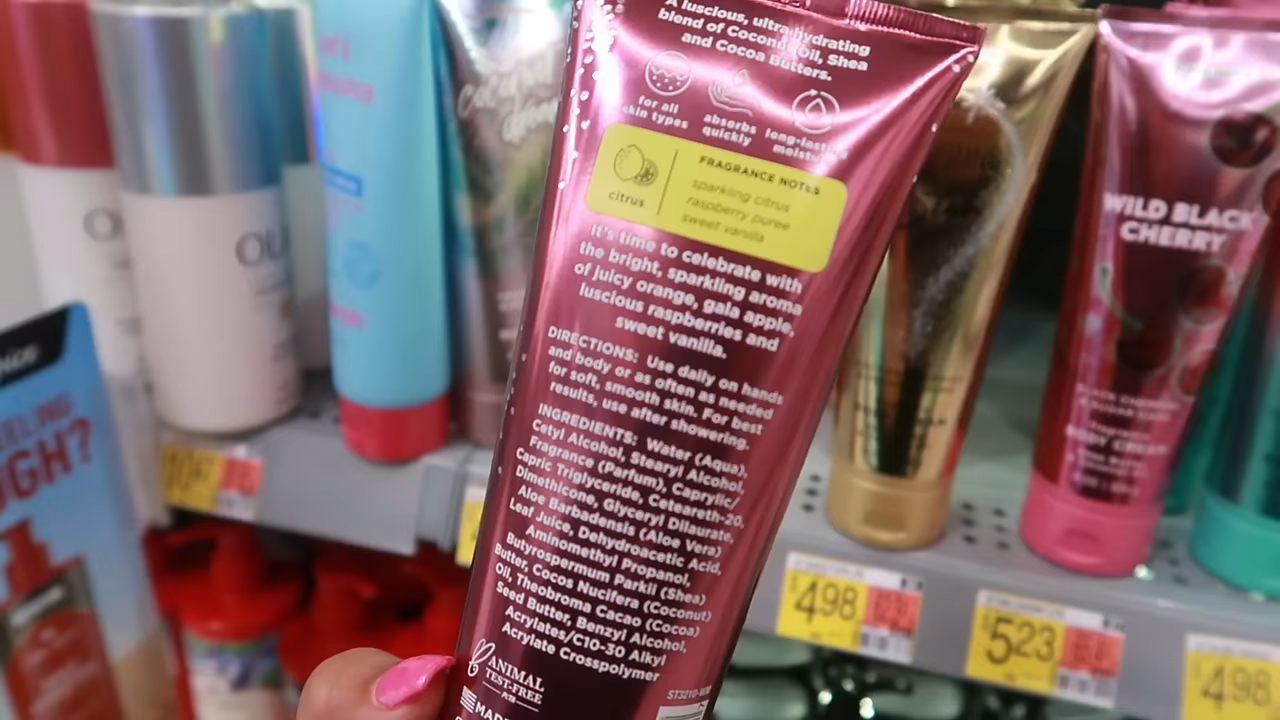 A luscious, ultra-hydrating
blend of Coconut Oil, Shea
and Cocoa Butters.
for all
skin types
absorbs
quickly
long-lasting
moisture
citrus
FRAGRANCE NOTES
sparkling citrus
raspberry puree
sweet vanilla
It's time to celebrate with
the bright, sparkling aroma
of juicy orange, gala apple,
luscious raspberries and
sweet vanilla.
DIRECTIONS: Use daily on hands
and body or as often as needed
for soft, smooth skin. For best
results, use after showering.
INGREDIENTS: Water (Aqua),
Cetyl Alcohol, Stearyl Alcohol,
Fragrance (Parfum), Caprylic/
Capric Triglyceride, Ceteareth-20,
Dimethicone, Glyceryl Dilaurate,
Aloe Barbadensis (Aloe Vera)
Leaf Juice, Dehydroacetic Acid,
Aminomethyl Propanol,
Butyrospermum Parkii (Shea)
Butter, Cocos Nucifera (Coconut)
Oil, Theobroma Cacao (Cocoa)
Seed Butter, Benzyl Alcohol,
Acrylates/C10-30 Alkyl
Acrylate Crosspolymer
ANIMAL
TEST-FREE
MADE
WILD BLACK
CHERRY
BODY CREAM
$4.98
$5.23
$4.98